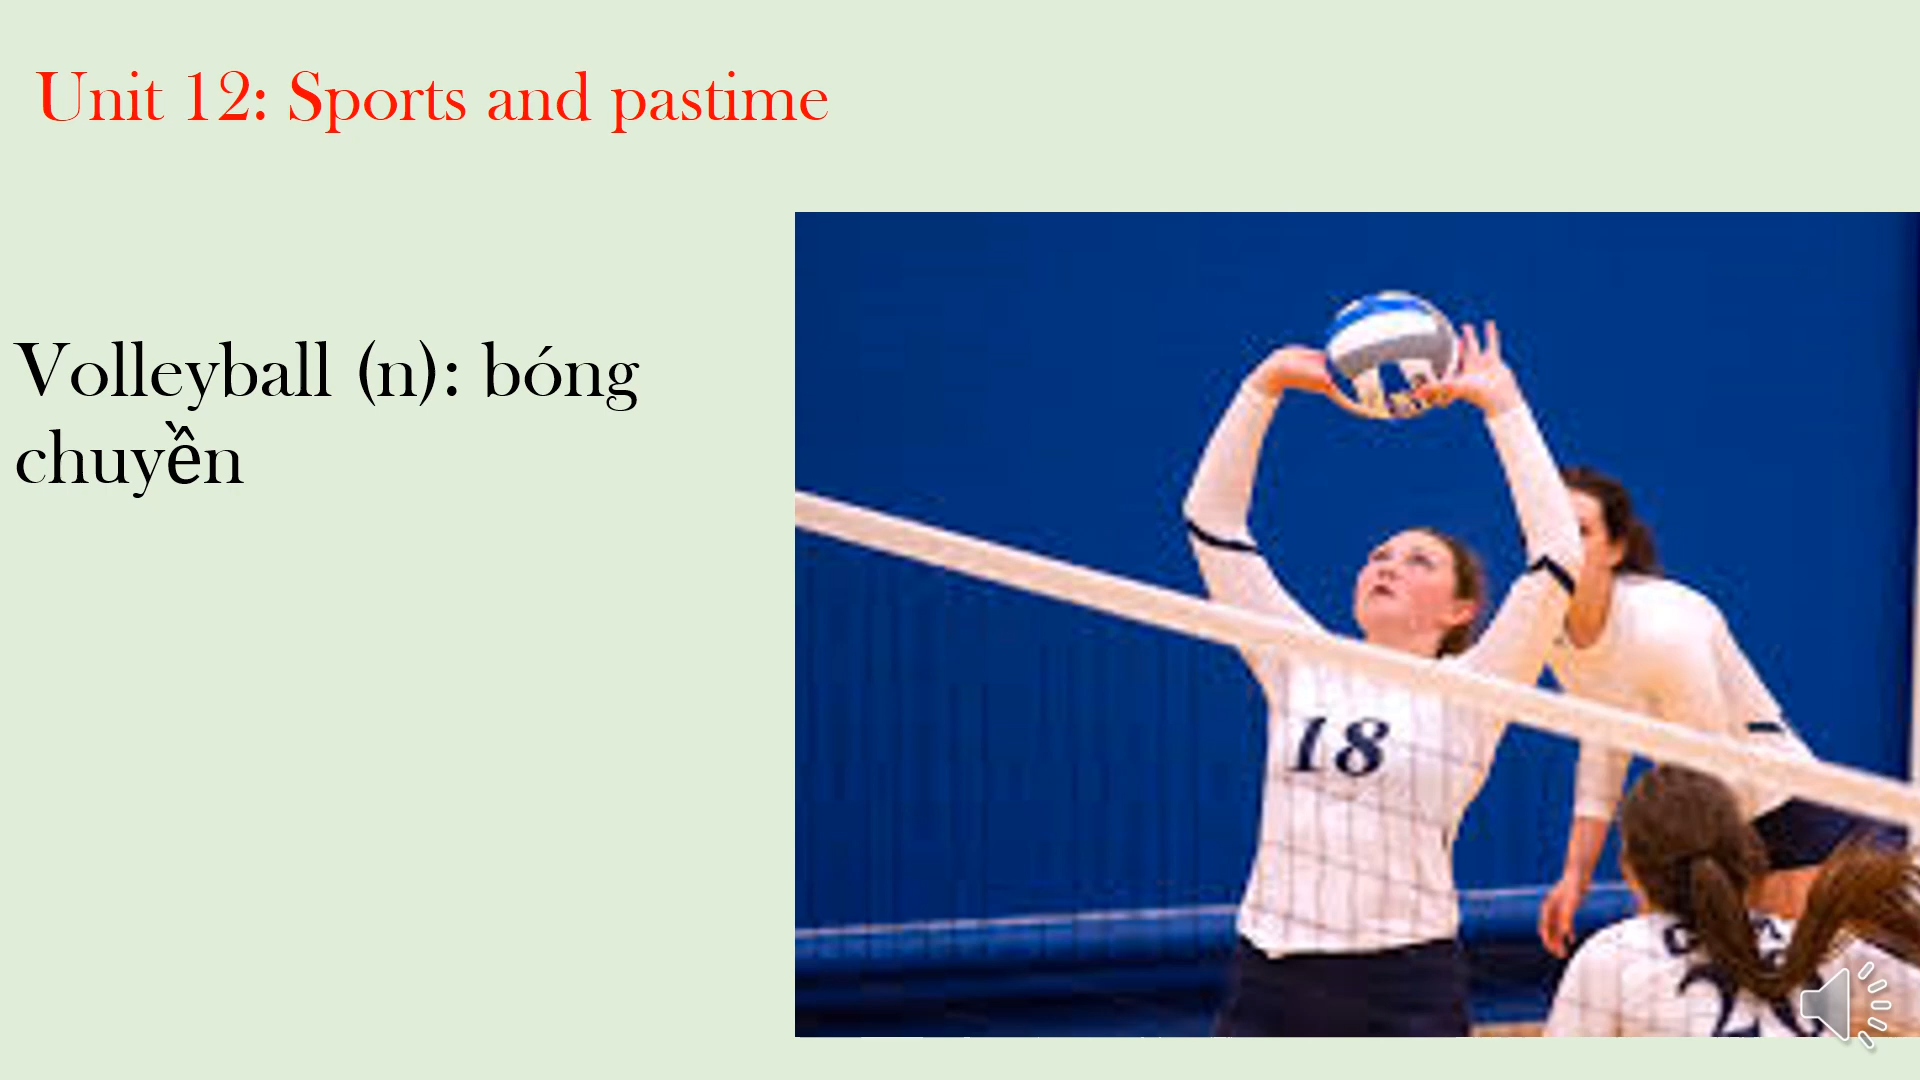 Unit 12: Sports and pastime
Volleyball (n): bóng
chuyền
18